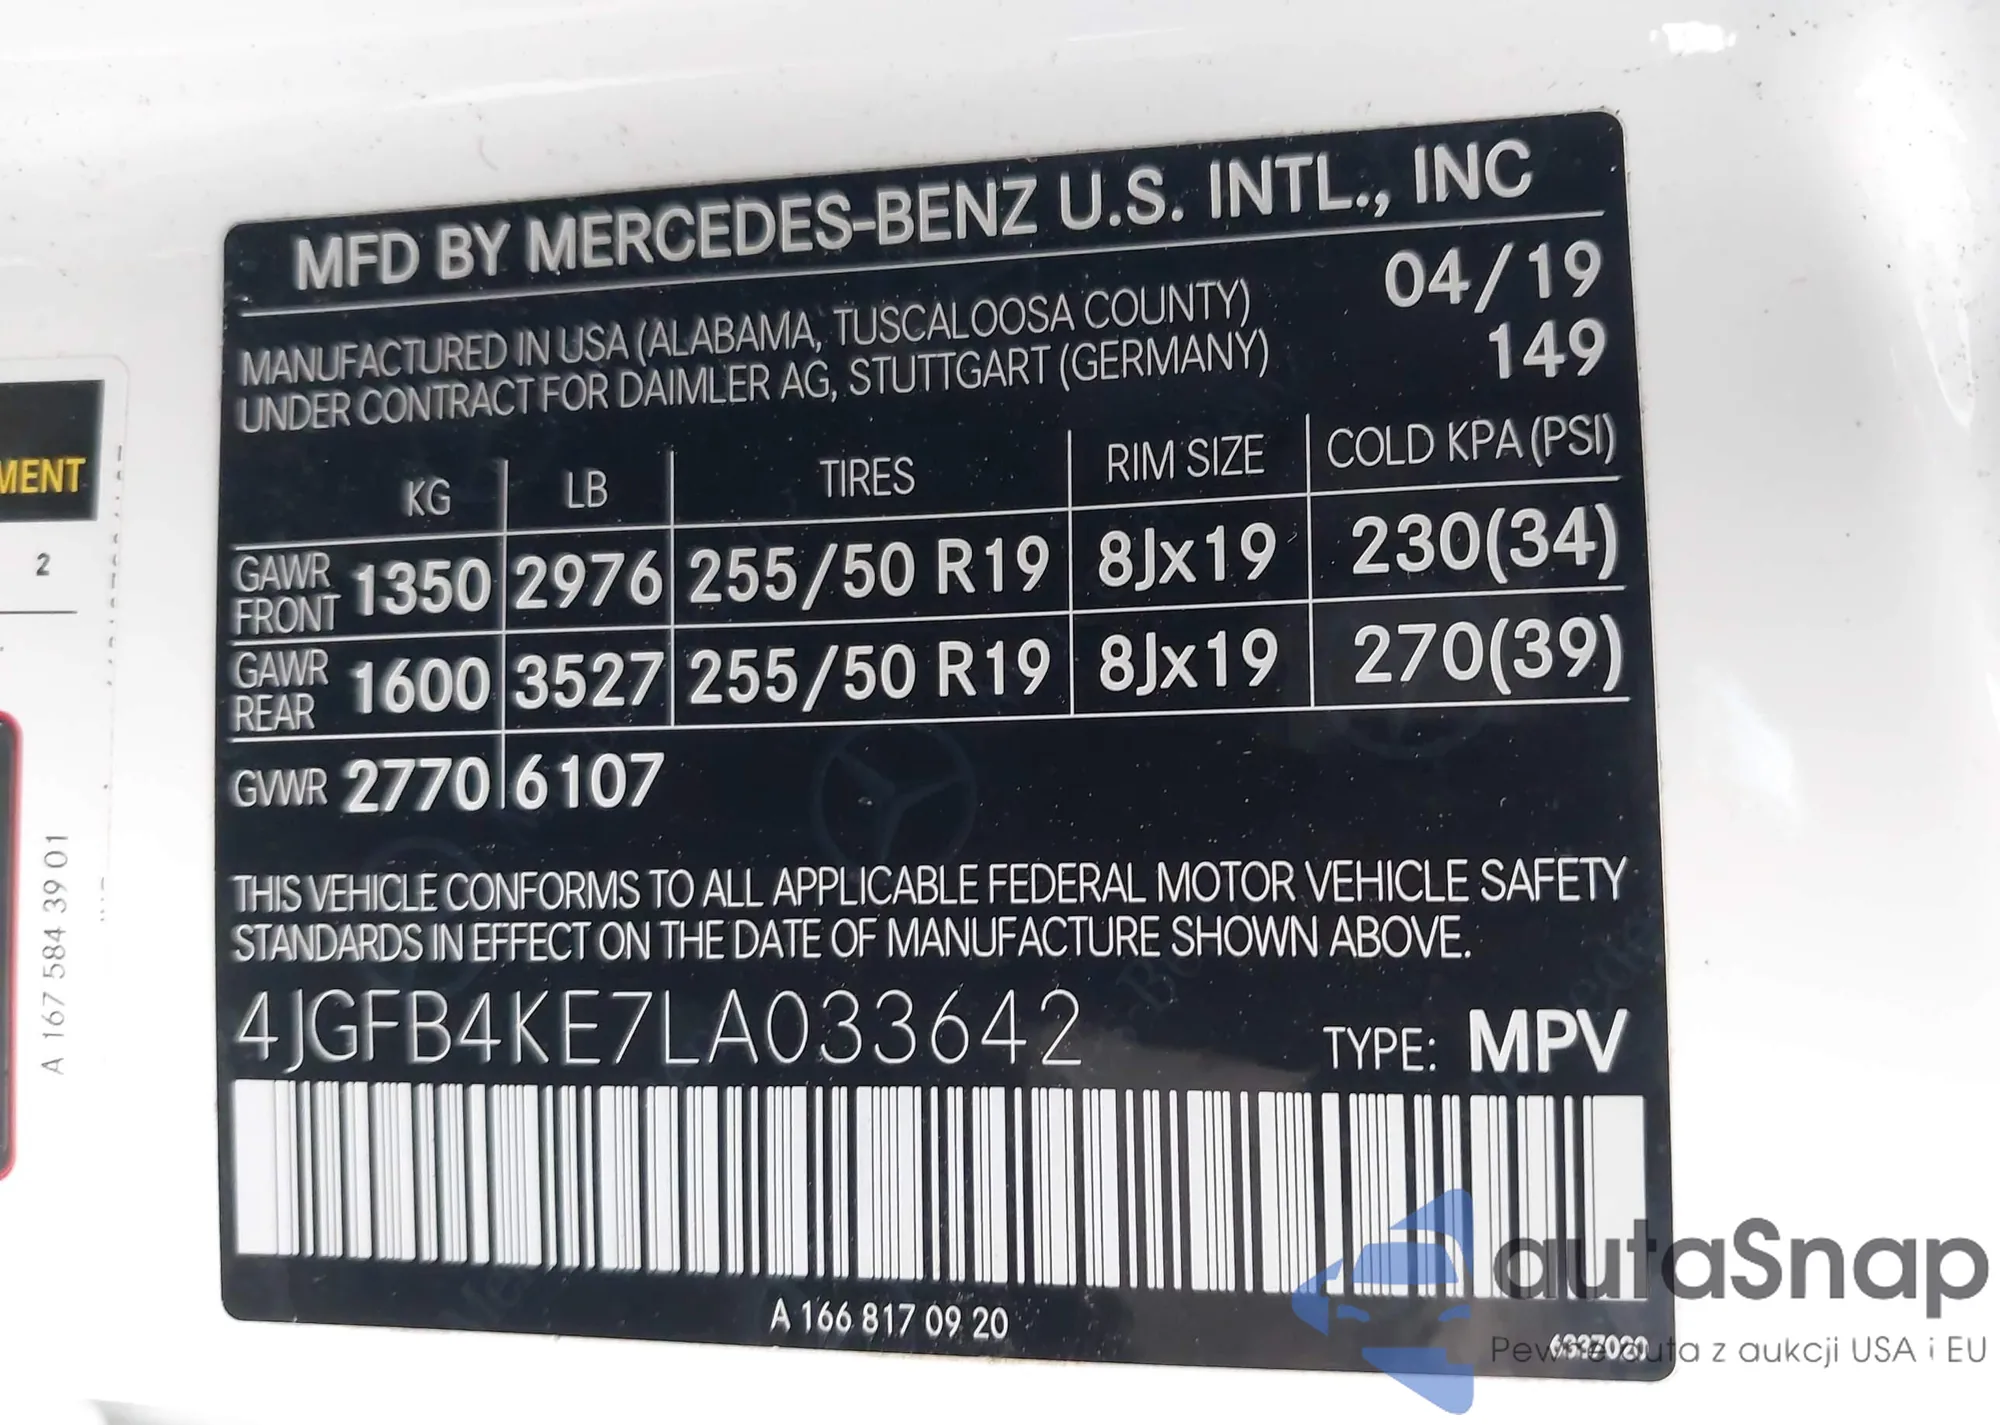 MFD BY MERCEDES-BENZ U.S. INTL., INC
04/19
MANUFACTURED IN USA (ALABAMA, TUSCALOOSA COUNTY)
UNDER CONTRACT FOR DAIMLER AG, STUTTGART (GERMANY)
149
KG LB TIRES RIM SIZE COLD KPA (PSI)
GAWR FRONT 1350 2976 255/50 R19 8Jx19 230(34)
GAWR REAR 1600 3527 255/50 R19 8Jx19 270(39)
GVWR 2770 6107
THIS VEHICLE CONFORMS TO ALL APPLICABLE FEDERAL MOTOR VEHICLE SAFETY
STANDARDS IN EFFECT ON THE DATE OF MANUFACTURE SHOWN ABOVE.
4JGFB4KE7LA033642 TYPE: MPV
A 166 817 09 20
MENT
2
A 167 584 39 01
autaSnap
Pewne auta z aukcji USA i EU